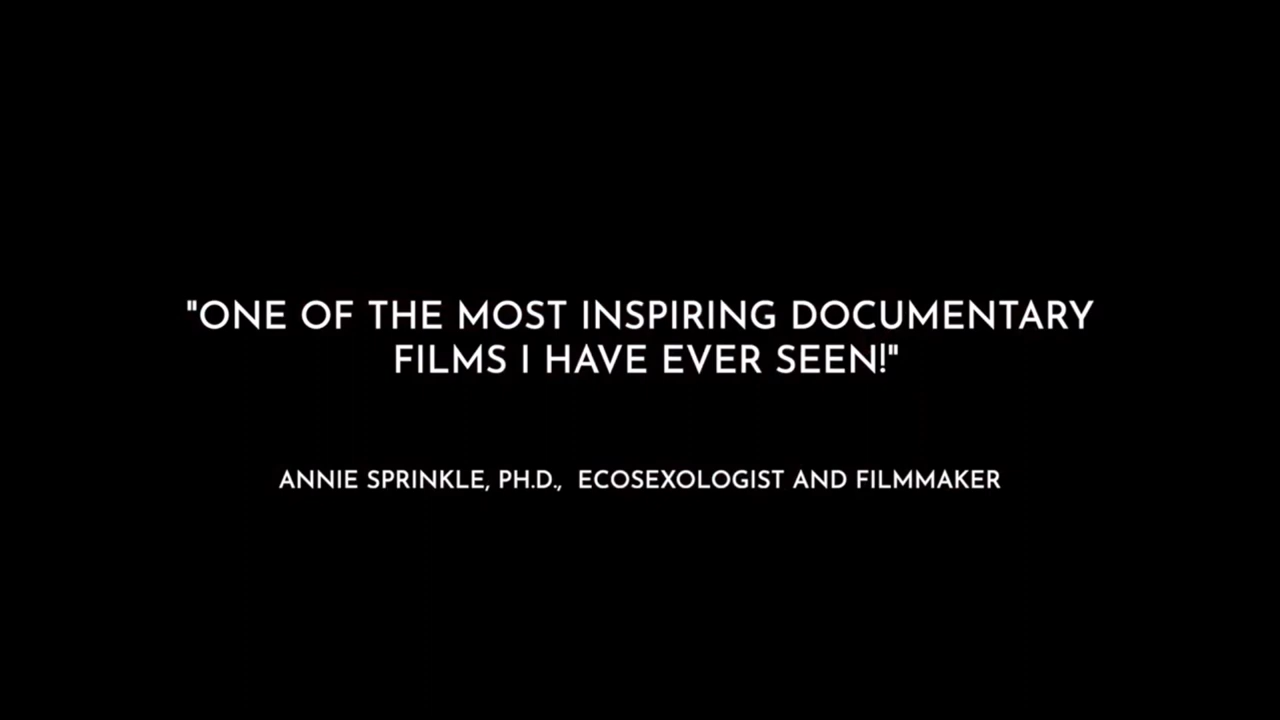 "ONE OF THE MOST INSPIRING DOCUMENTARY
FILMS I HAVE EVER SEEN!"
ANNIE SPRINKLE, PH.D.,  ECOSEXOLOGIST AND FILMMAKER